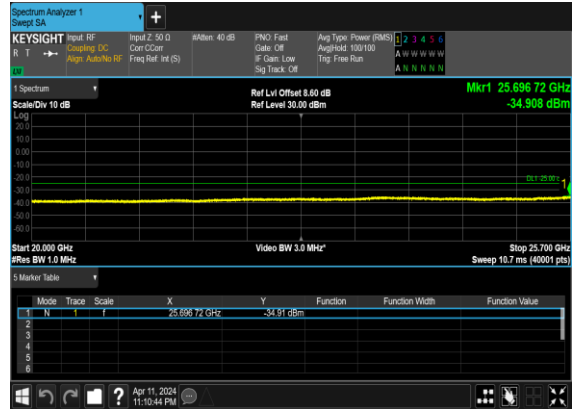 Spectrum Analyzer 1
Swept SA
+
KEYSIGHT Input: RF Input Z: 50 Ω #Atten: 40 dB PNO: Fast Avg Type: Power (RMS) 1 2 3 4 5 6
R T Coupling: DC Corr CCorr Gate: Off Avg|Hold: 100/100 A W W W W W
Align: Auto/No RF Freq Ref: Int (S) IF Gain: Low Trig: Free Run
Sig Track: Off A N N N N N
1 Spectrum Ref Lvl Offset 8.60 dB Mkr1 25.696 72 GHz
Scale/Div 10 dB Ref Level 30.00 dBm -34.908 dBm
Log
20.0
10.0
0.00
-10.0
-20.0
DL1 -25.00
-30.0 1
-40.0
-50.0
-60.0
Start 20.000 GHz Video BW 3.0 MHz* Stop 25.700 GHz
#Res BW 1.0 MHz Sweep 10.7 ms (40001 pts)
5 Marker Table
Mode Trace Scale X Y Function Function Width Function Value
1 N 1 f 25.696 72 GHz -34.91 dBm
2
3
4
5
6
? Apr 11, 2024
11:10:44 PM